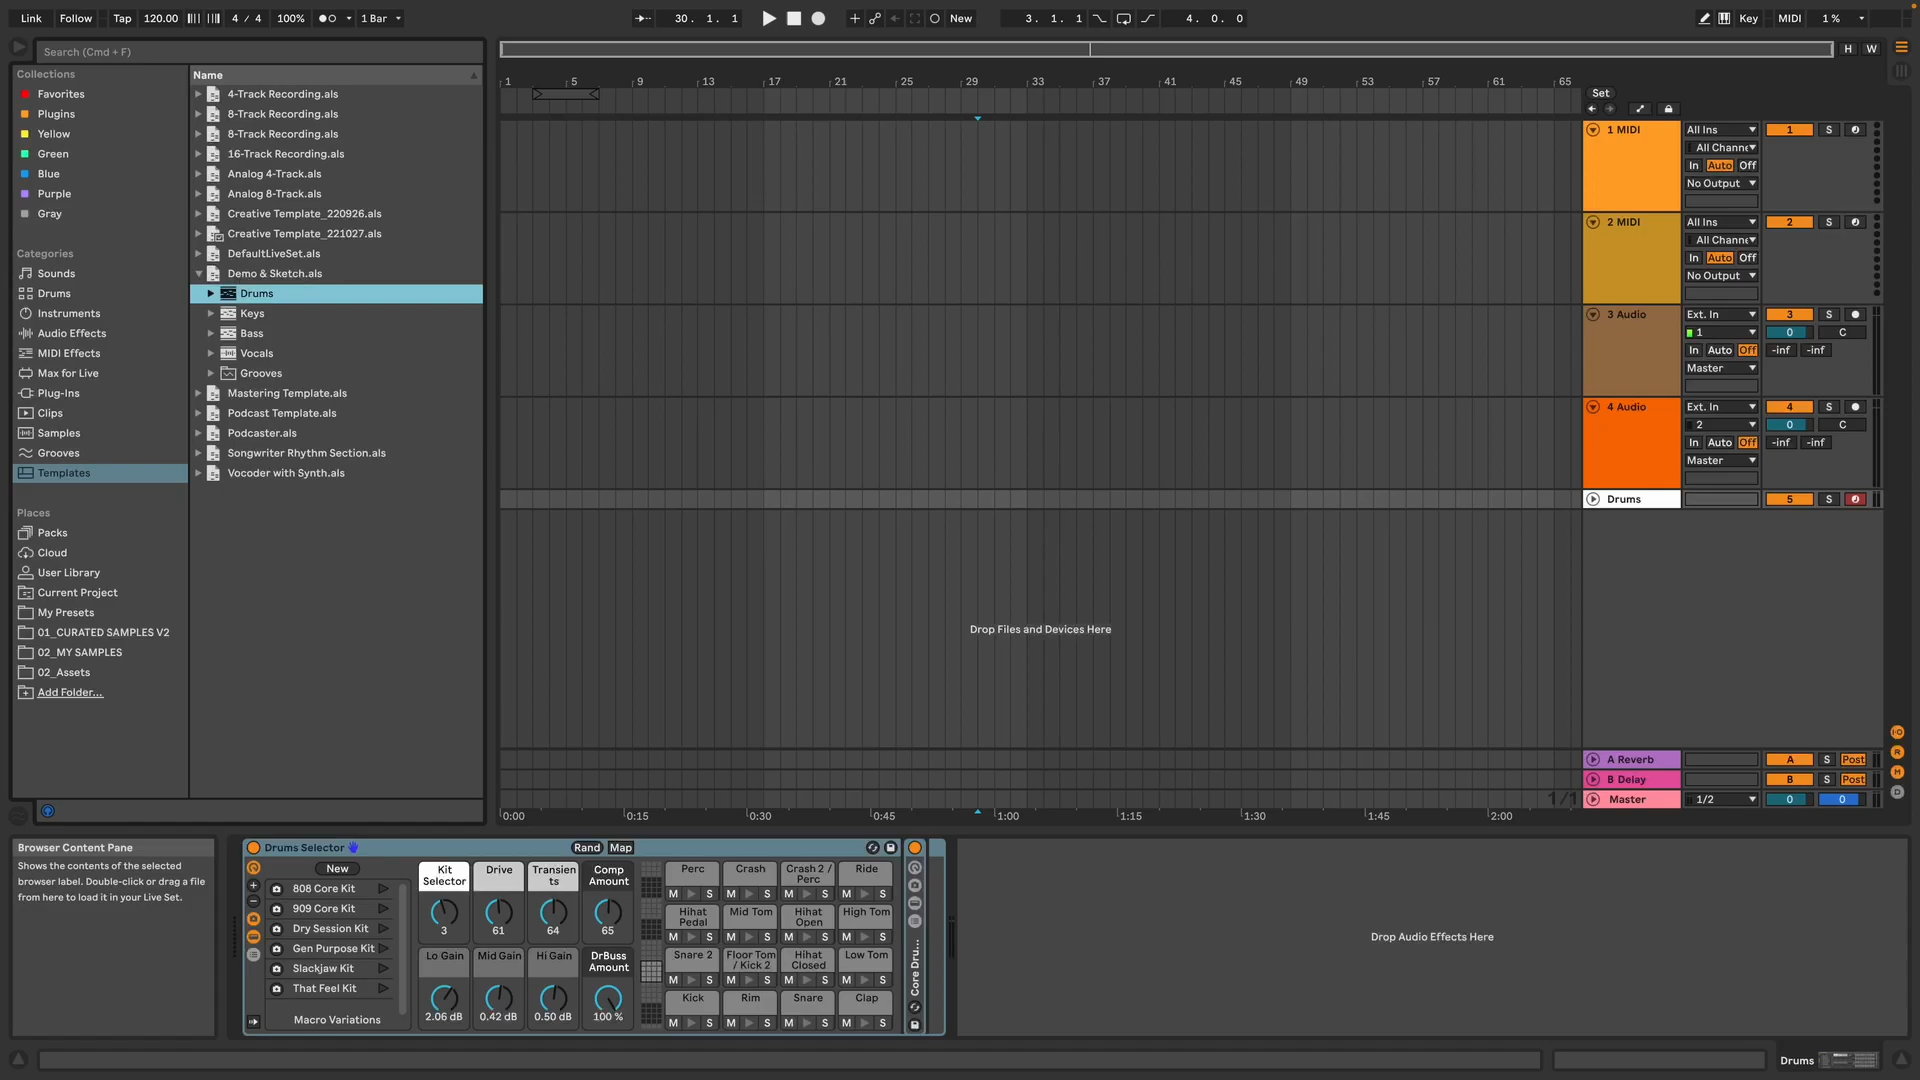 Link Follow Tap 120.00 4 / 4 100% 1 Bar 30. 1. 1 New 3. 1. 1 4. 0. 0 Key MIDI 1 %
Search (Cmd + F)
H W
Collections
Favorites
Plugins
Yellow
Green
Blue
Purple
Gray
Categories
Sounds
Drums
Instruments
Audio Effects
MIDI Effects
Max for Live
Plug-Ins
Clips
Samples
Grooves
Templates
Places
Packs
Cloud
User Library
Current Project
My Presets
01_CURATED SAMPLES V2
02_MY SAMPLES
02_Assets
Add Folder...
Name
4-Track Recording.als
8-Track Recording.als
8-Track Recording.als
16-Track Recording.als
Analog 4-Track.als
Analog 8-Track.als
Creative Template_220926.als
Creative Template_221027.als
DefaultLiveSet.als
Demo & Sketch.als
Drums
Keys
Bass
Vocals
Grooves
Mastering Template.als
Podcast Template.als
Podcaster.als
Songwriter Rhythm Section.als
Vocoder with Synth.als
1 5 9 13 17 21 25 29 33 37 41 45 49 53 57 61 65
Set
1 MIDI All Ins 1 S
All Channe
In Auto Off
No Output
2 MIDI All Ins 2 S
All Channe
In Auto Off
No Output
3 Audio Ext. In 3 S
1 0 C
In Auto Off -inf -inf
Master
4 Audio Ext. In 4 S
2 0 C
In Auto Off -inf -inf
Master
Drums 5 S
Drop Files and Devices Here
A Reverb A S Post
B Delay B S Post
1/1 Master 1/2 0 0
0:00 0:15 0:30 0:45 1:00 1:15 1:30 1:45 2:00
I·O
R
M
D
Browser Content Pane
Shows the contents of the selected
browser label. Double-click or drag a file
from here to load it in your Live Set.
Drums Selector Rand Map
New
808 Core Kit
909 Core Kit
Dry Session Kit
Gen Purpose Kit
Slackjaw Kit
That Feel Kit
Macro Variations
Kit Selector Drive Transients Comp Amount
3 61 64 65
Lo Gain Mid Gain Hi Gain DrBuss Amount
2.06 dB 0.42 dB 0.50 dB 100 %
Perc Crash Crash 2 / Perc Ride
M S M S M S M S
Hihat Pedal Mid Tom Hihat Open High Tom
M S M S M S M S
Snare 2 Floor Tom / Kick 2 Hihat Closed Low Tom
M S M S M S M S
Kick Rim Snare Clap
M S M S M S M S
Core Dru...
Drop Audio Effects Here
Drums